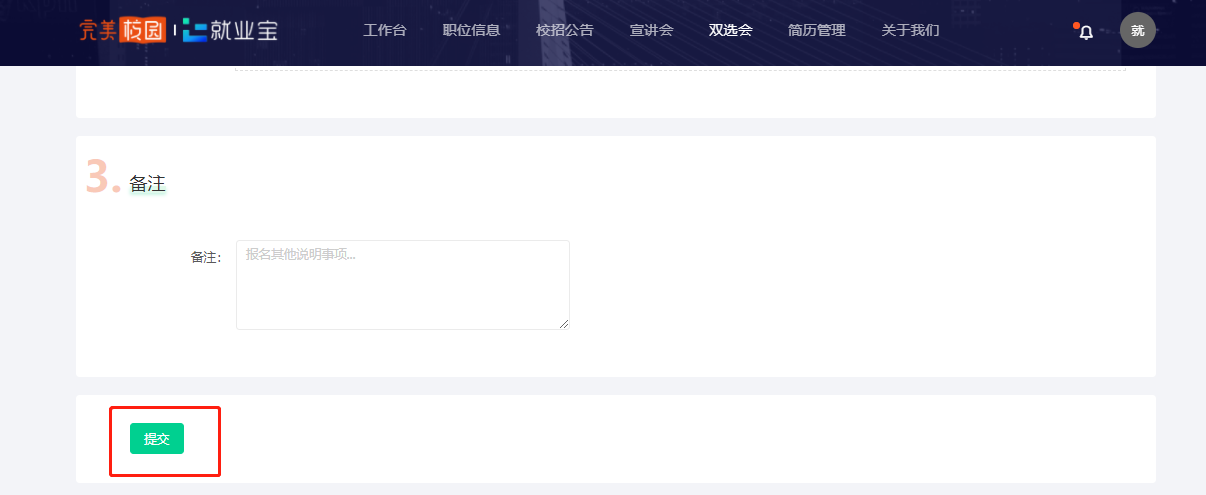 完美校园 | 就业宝 工作台 职位信息 校招公告 宣讲会 双选会 简历管理 关于我们 就
3. 备注
备注: 报名其他说明事项...
提交